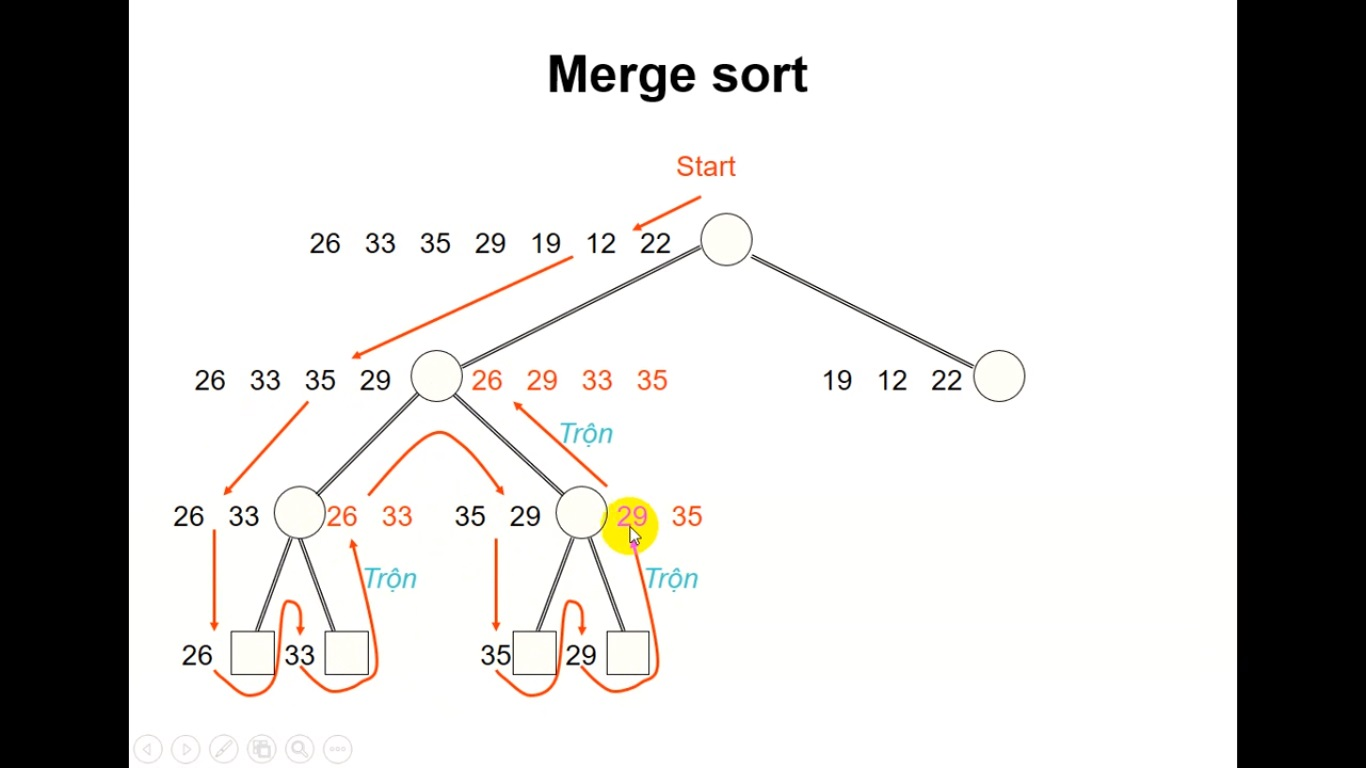 Merge sort
Start
26 33 35 29 19 12 22
26 33 35 29 26 29 33 35 19 12 22
Trộn
26 33 26 33 35 29 29 35
Trộn Trộn
26 33 35 29